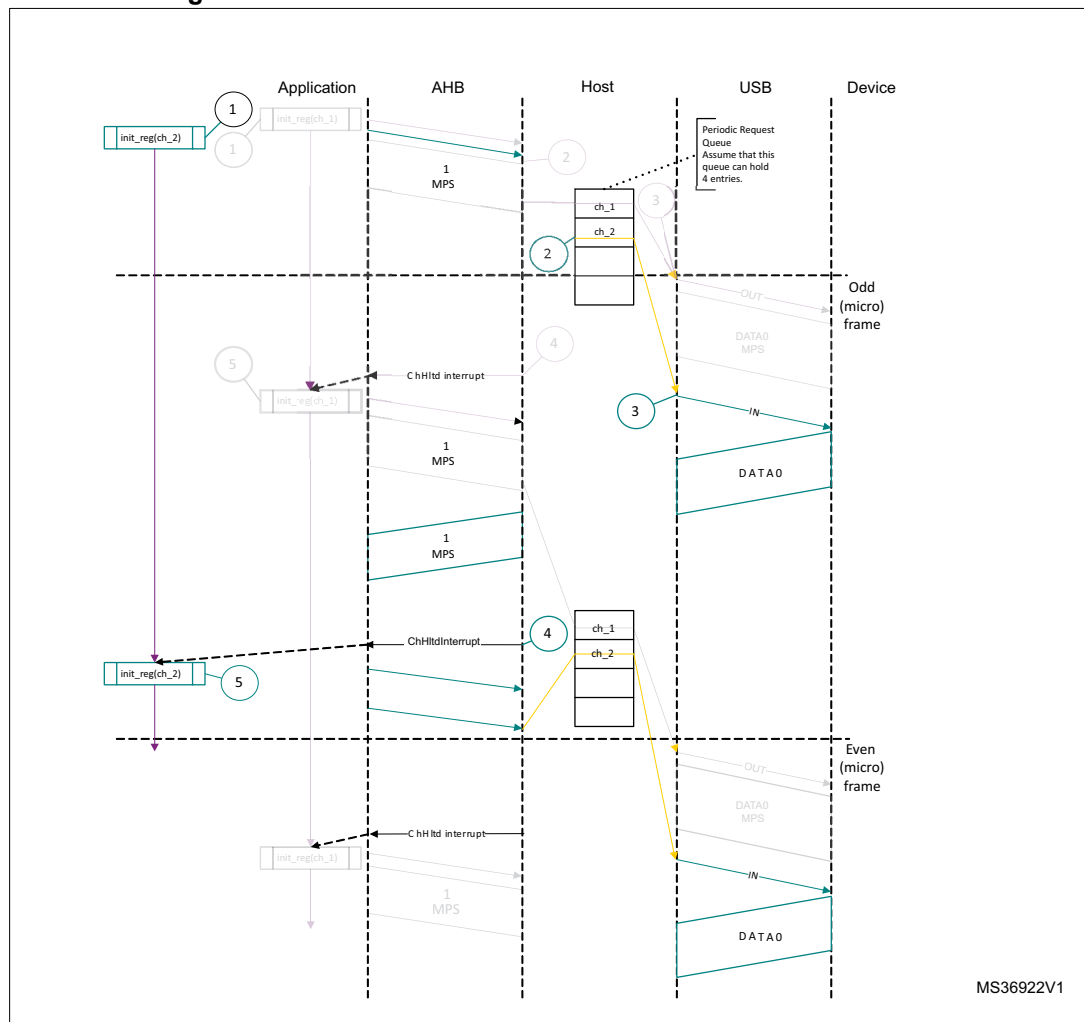 Application
AHB
Host
USB
Device
1
init_reg(ch_2)
init_reg(ch_1)
1
2
1
MPS
Periodic Request
Queue
Assume that this
queue can hold
4 entries.
3
ch_1
ch_2
2
Odd
(micro)
frame
OUT
DATA0
MPS
4
5
ChHltd interrupt
init_reg(ch_1)
3
IN
1
MPS
DATA0
1
MPS
ch_1
4
ChHltdInterrupt
ch_2
init_reg(ch_2)
5
Even
(micro)
frame
OUT
DATA0
MPS
ChHltd interrupt
init_reg(ch_1)
IN
1
MPS
DATA0
MS36922V1